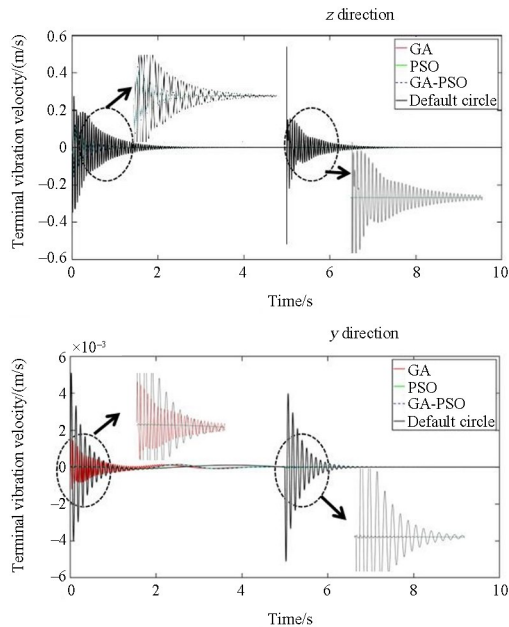 z direction
Terminal vibration velocity/(m/s)
0.6
0.4
0.2
0
−0.2
−0.4
−0.6
GA
PSO
GA-PSO
Default circle
0
2
4
6
8
10
Time/s
y direction
×10⁻³
Terminal vibration velocity/(m/s)
6
4
2
0
−2
−4
−6
GA
PSO
GA-PSO
Default circle
0
2
4
6
8
10
Time/s